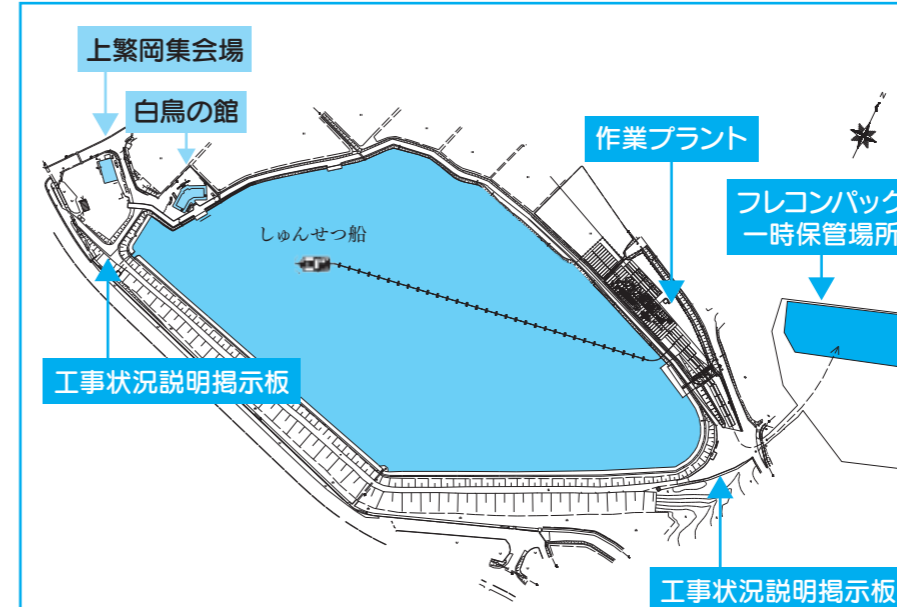 上繁岡集会場
白鳥の館
作業プラント
N
フレコンパック
一時保管場所
しゅんせつ船
工事状況説明掲示板
工事状況説明掲示板